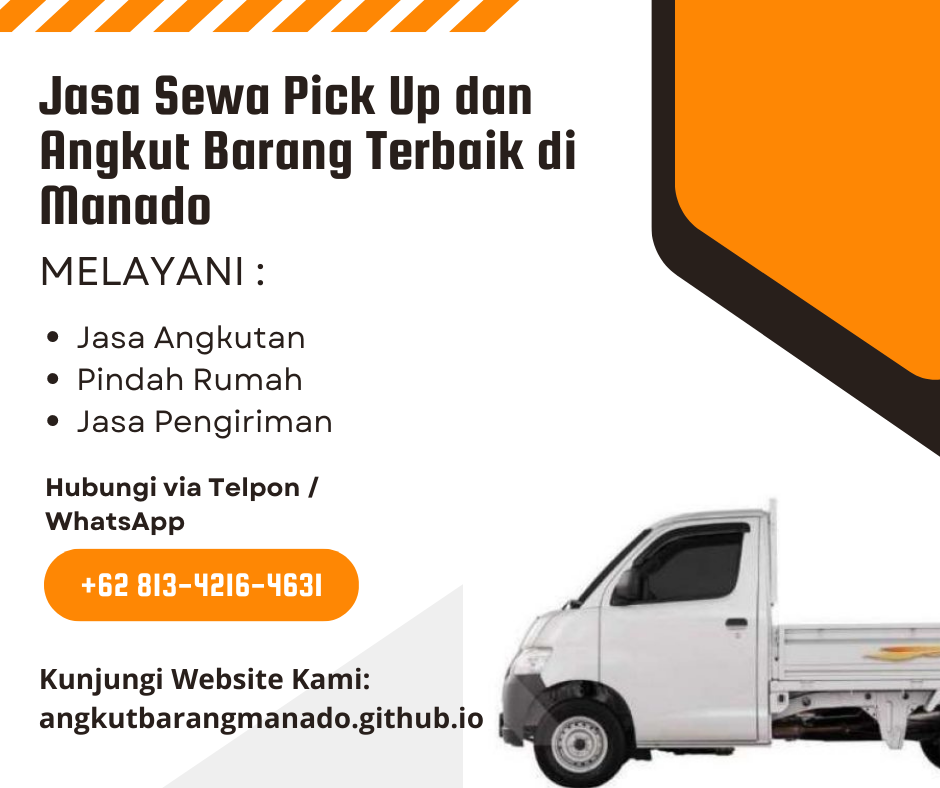 Jasa Sewa Pick Up dan
Angkut Barang Terbaik di
Manado
MELAYANI :
• Jasa Angkutan
• Pindah Rumah
• Jasa Pengiriman
Hubungi via Telpon /
WhatsApp
+62 813-4216-4631
Kunjungi Website Kami:
angkutbarangmanado.github.io